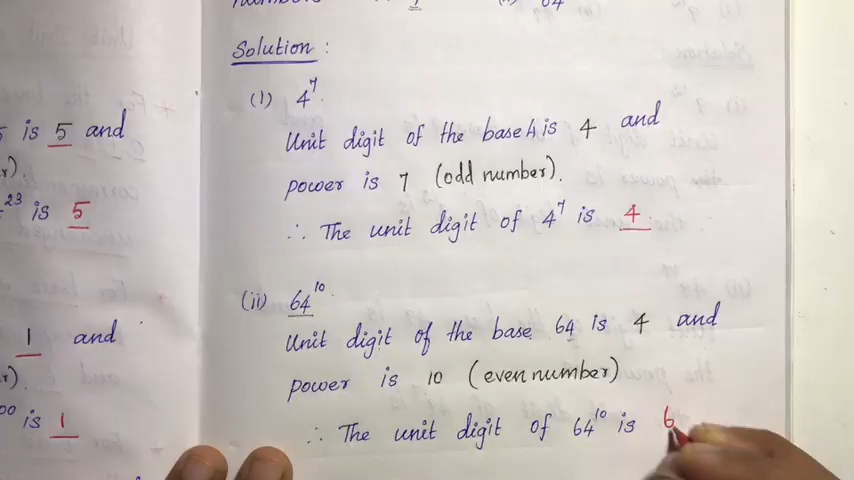 5 is 5 and
r).
23 is 5
1 and
r).
00 is 1
numbers
64
Solution :
(i) 4^7.
Unit digit of the base 4 is 4 and
power is 7 (odd number).
∴ The unit digit of 4^7 is 4.
(ii) 64^10.
Unit digit of the base 64 is 4 and
power is 10 (even number)
∴ The unit digit of 64^10 is 6